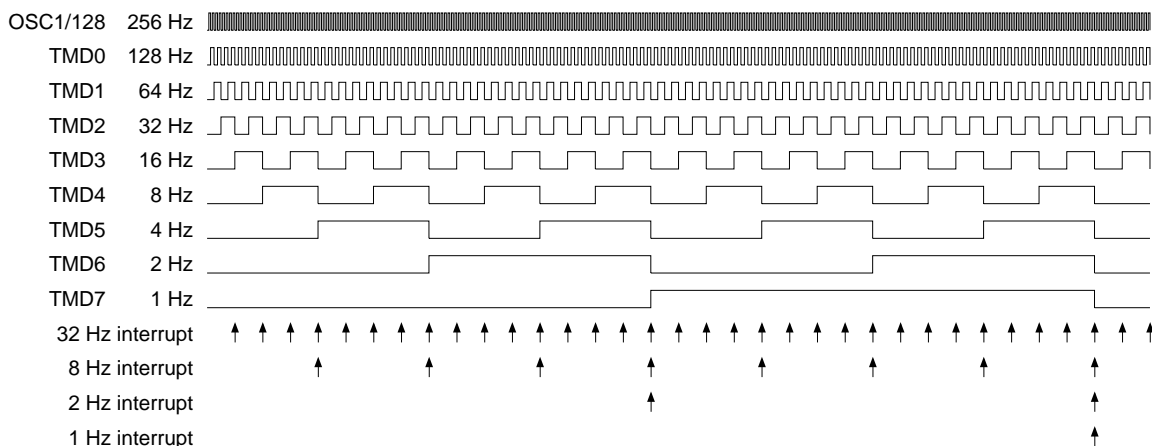 OSC1/128 256 Hz
TMD0 128 Hz
TMD1 64 Hz
TMD2 32 Hz
TMD3 16 Hz
TMD4 8 Hz
TMD5 4 Hz
TMD6 2 Hz
TMD7 1 Hz
32 Hz interrupt
8 Hz interrupt
2 Hz interrupt
1 Hz interrupt